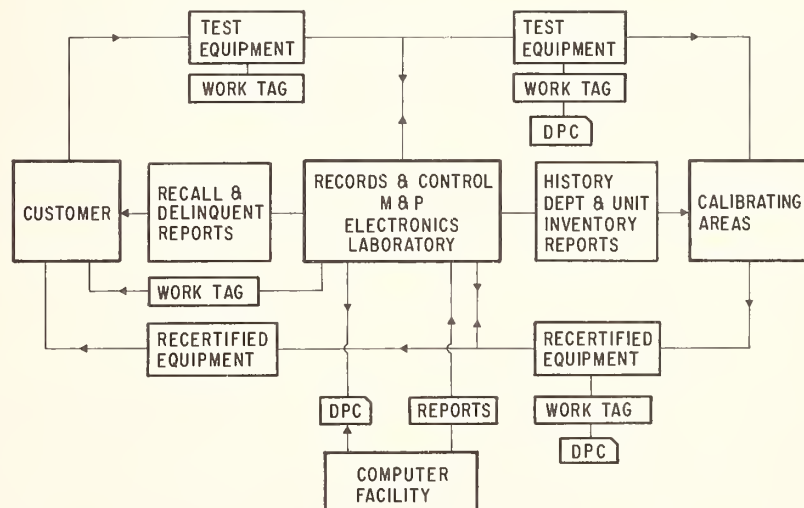 TEST
EQUIPMENT
WORK TAG
TEST
EQUIPMENT
WORK TAG
DPC
CUSTOMER
RECALL &
DELINQUENT
REPORTS
RECORDS & CONTROL
M & P
ELECTRONICS
LABORATORY
HISTORY
DEPT & UNIT
INVENTORY
REPORTS
CALIBRATING
AREAS
WORK TAG
RECERTIFIED
EQUIPMENT
RECERTIFIED
EQUIPMENT
DPC
REPORTS
WORK TAG
DPC
COMPUTER
FACILITY